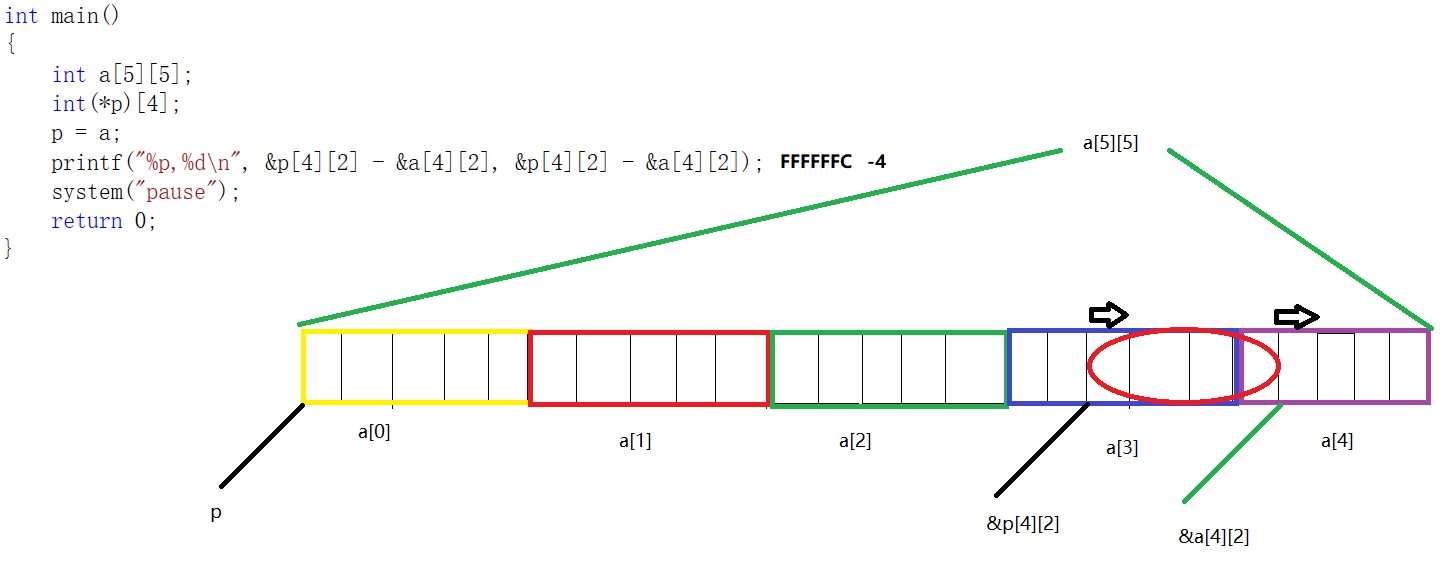 int main()
{
    int a[5][5];
    int(*p)[4];
    p = a;
    printf("%p,%d\n", &p[4][2] - &a[4][2], &p[4][2] - &a[4][2]); FFFFFFC -4
    system("pause");
    return 0;
}
a[5][5]
a[0]
a[1]
a[2]
a[3]
a[4]
p
&p[4][2]
&a[4][2]